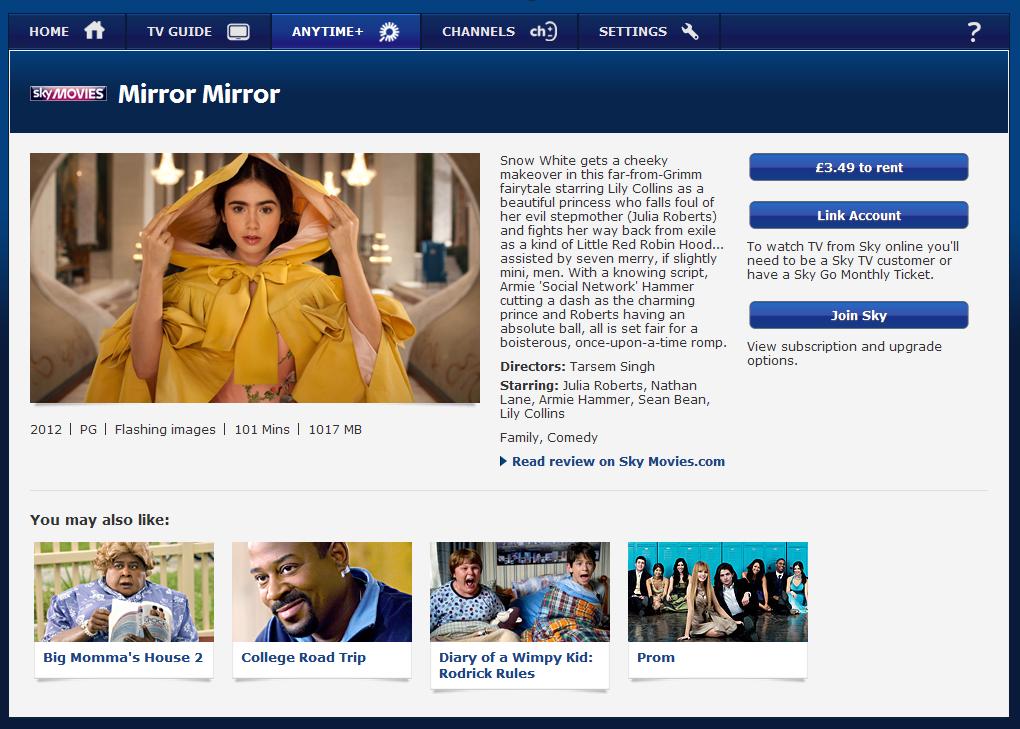 HOME
TV GUIDE
ANYTIME+
CHANNELS
ch
SETTINGS
?
sky MOVIES
Mirror Mirror
Snow White gets a cheeky
makeover in this far-from-Grimm
fairytale starring Lily Collins as a
beautiful princess who falls foul of
her evil stepmother (Julia Roberts)
and fights her way back from exile
as a kind of Little Red Robin Hood...
assisted by seven merry, if slightly
mini, men. With a knowing script,
Armie 'Social Network' Hammer
cutting a dash as the charming
prince and Roberts having an
absolute ball, all is set fair for a
boisterous, once-upon-a-time romp.
Directors: Tarsem Singh
Starring: Julia Roberts, Nathan
Lane, Armie Hammer, Sean Bean,
Lily Collins
Family, Comedy
Read review on Sky Movies.com
£3.49 to rent
Link Account
To watch TV from Sky online you'll
need to be a Sky TV customer or
have a Sky Go Monthly Ticket.
Join Sky
View subscription and upgrade
options.
2012 | PG | Flashing images | 101 Mins | 1017 MB
You may also like:
Big Momma's House 2
College Road Trip
Diary of a Wimpy Kid:
Rodrick Rules
Prom